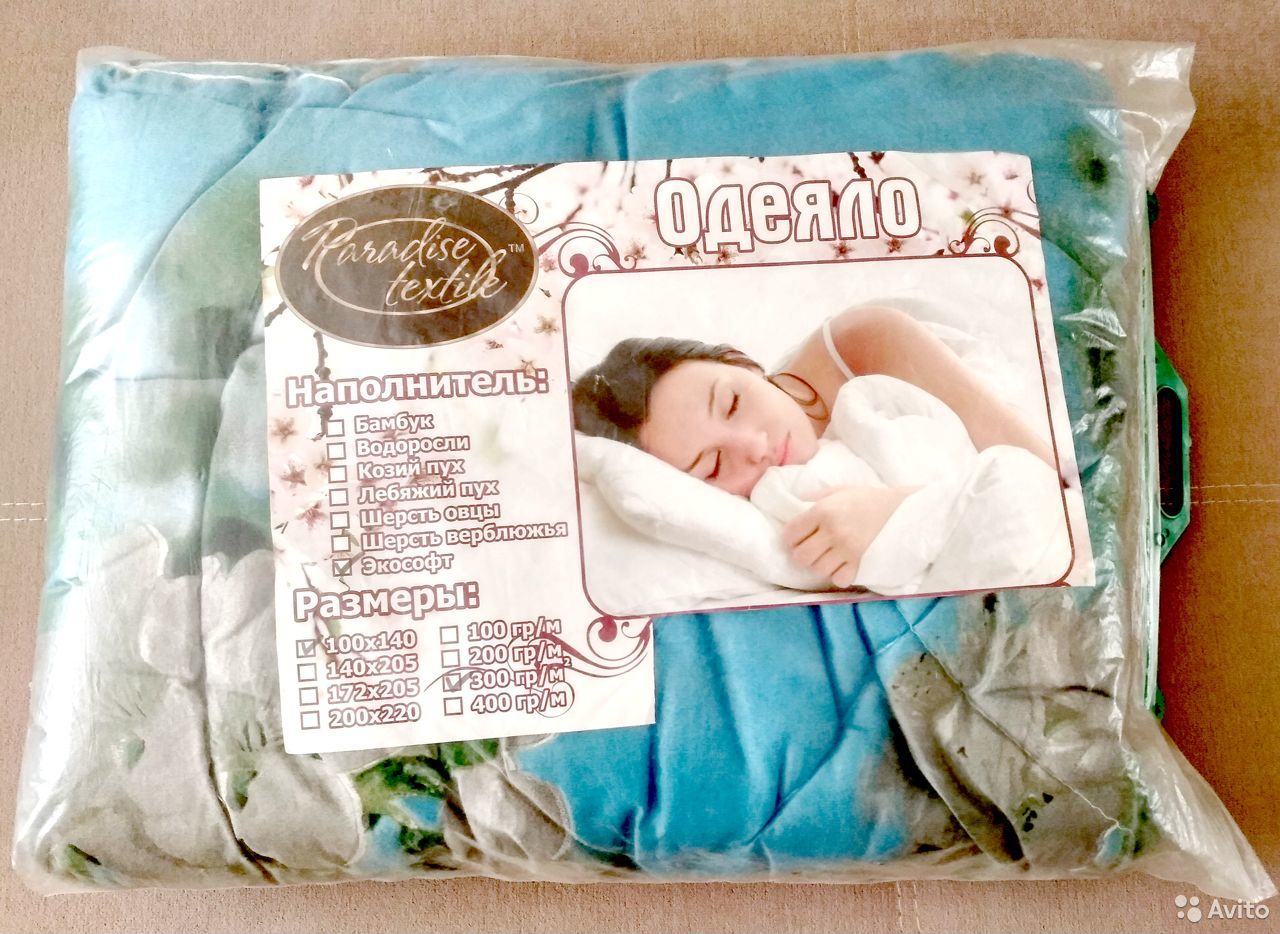 Paradise
textile™
Одеяло
Наполнитель:
Бамбук
Водоросли
Козий пух
Лебяжий пух
Шерсть овцы
Шерсть верблюжья
Экософт
Размеры:
100х140
140х205
172х205
200х220
100 гр/м
200 гр/м2
300 гр/м
400 гр/м
Avito